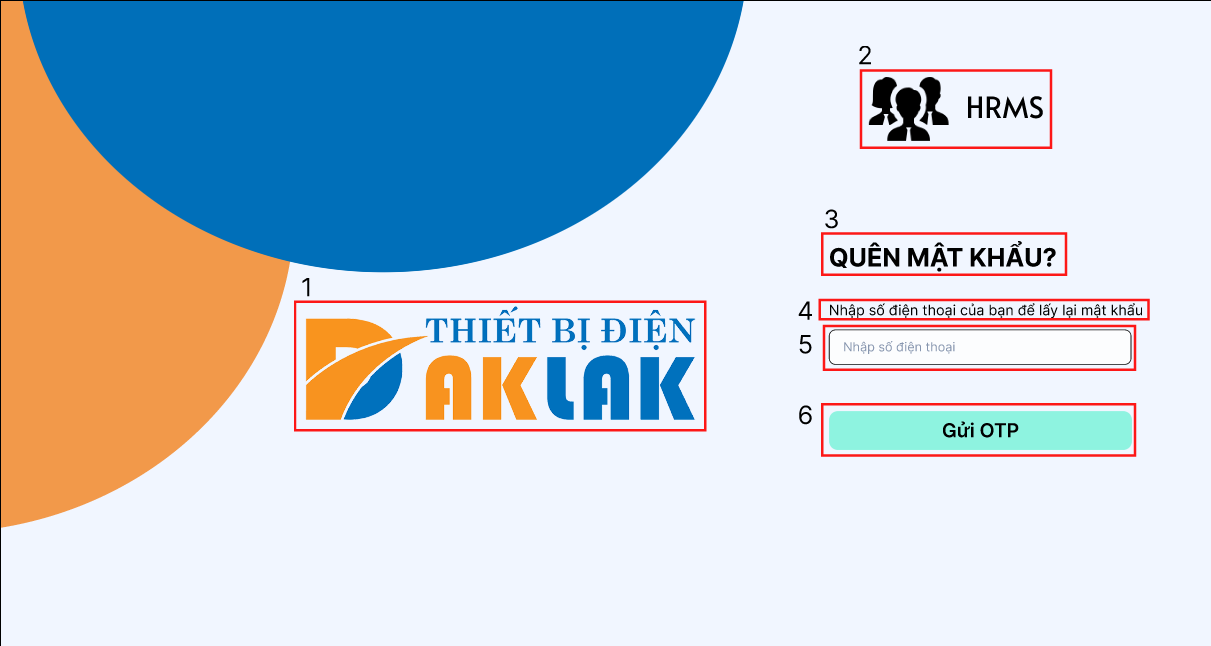 1
THIẾT BỊ ĐIỆN
DAKLAK
2
HRMS
3
QUÊN MẬT KHẨU?
4 Nhập số điện thoại của bạn để lấy lại mật khẩu
5 Nhập số điện thoại
6 Gửi OTP